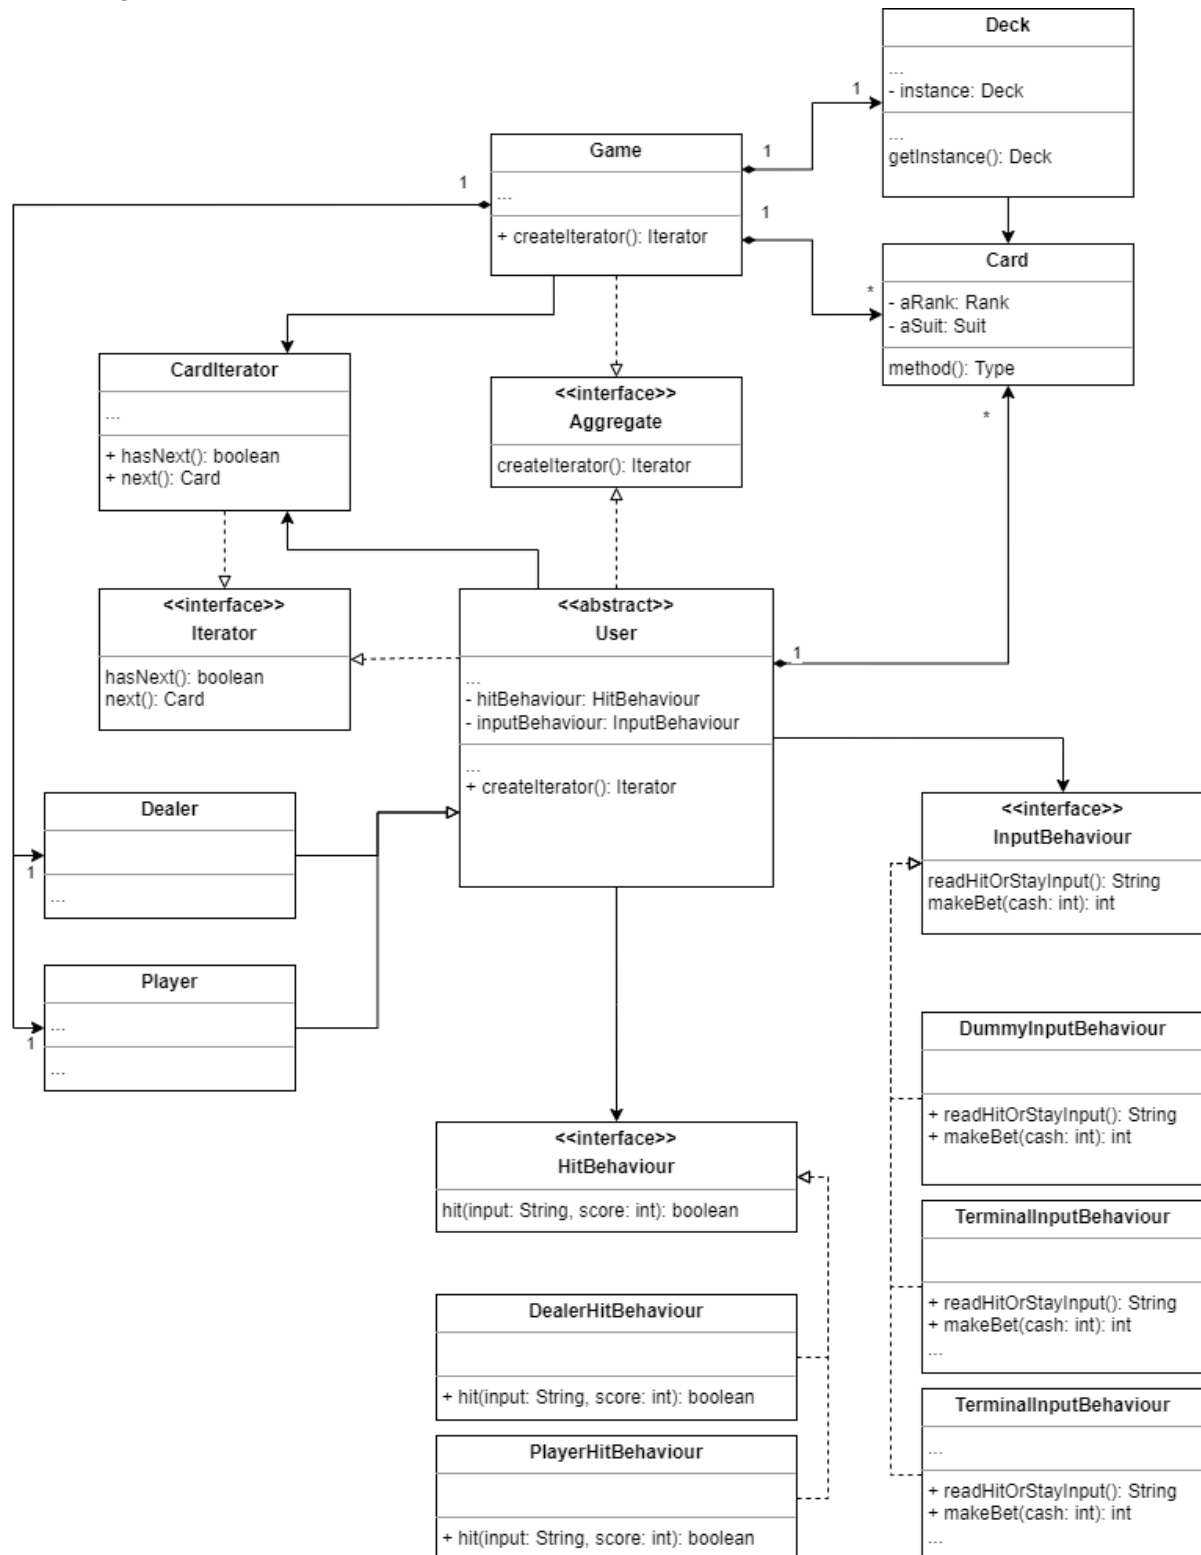 Deck
...
- instance: Deck
...
getInstance(): Deck
1
1
Game
...
+ createIterator(): Iterator
1
1
*
Card
- aRank: Rank
- aSuit: Suit
method(): Type
*
CardIterator
...
+ hasNext(): boolean
+ next(): Card
<<interface>>
Aggregate
createIterator(): Iterator
<<interface>>
Iterator
hasNext(): boolean
next(): Card
<<abstract>>
User
...
- hitBehaviour: HitBehaviour
- inputBehaviour: InputBehaviour
...
+ createIterator(): Iterator
1
Dealer
...
1
Player
...
...
1
<<interface>>
InputBehaviour
readHitOrStayInput(): String
makeBet(cash: int): int
DummyInputBehaviour
+ readHitOrStayInput(): String
+ makeBet(cash: int): int
TerminalInputBehaviour
+ readHitOrStayInput(): String
+ makeBet(cash: int): int
...
TerminalInputBehaviour
...
+ readHitOrStayInput(): String
+ makeBet(cash: int): int
...
<<interface>>
HitBehaviour
hit(input: String, score: int): boolean
DealerHitBehaviour
+ hit(input: String, score: int): boolean
PlayerHitBehaviour
+ hit(input: String, score: int): boolean